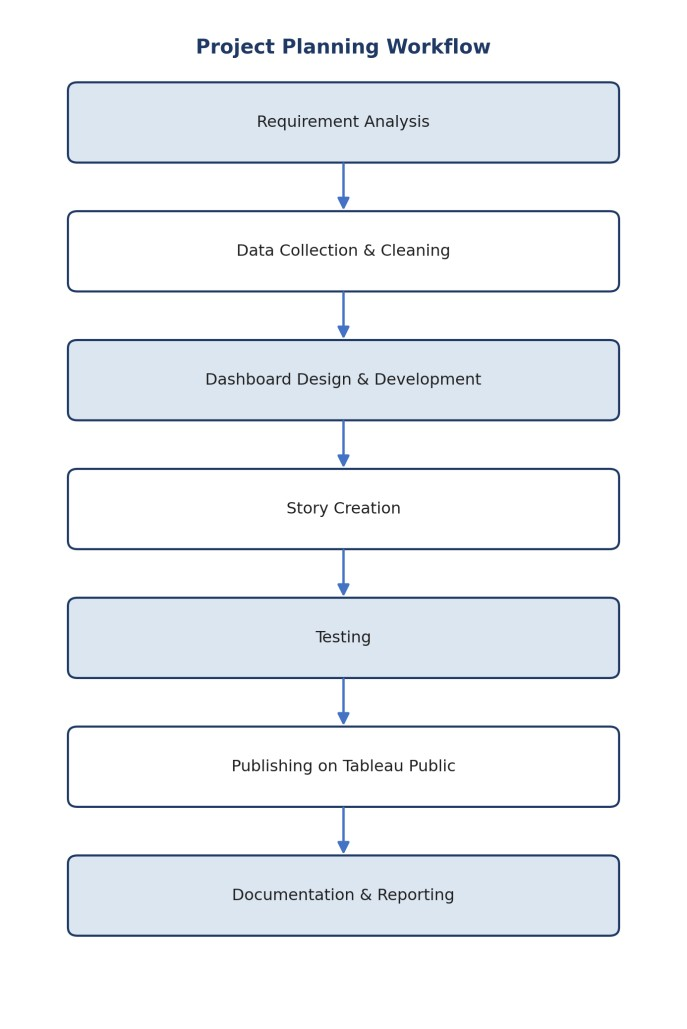 Project Planning Workflow
Requirement Analysis
Data Collection & Cleaning
Dashboard Design & Development
Story Creation
Testing
Publishing on Tableau Public
Documentation & Reporting